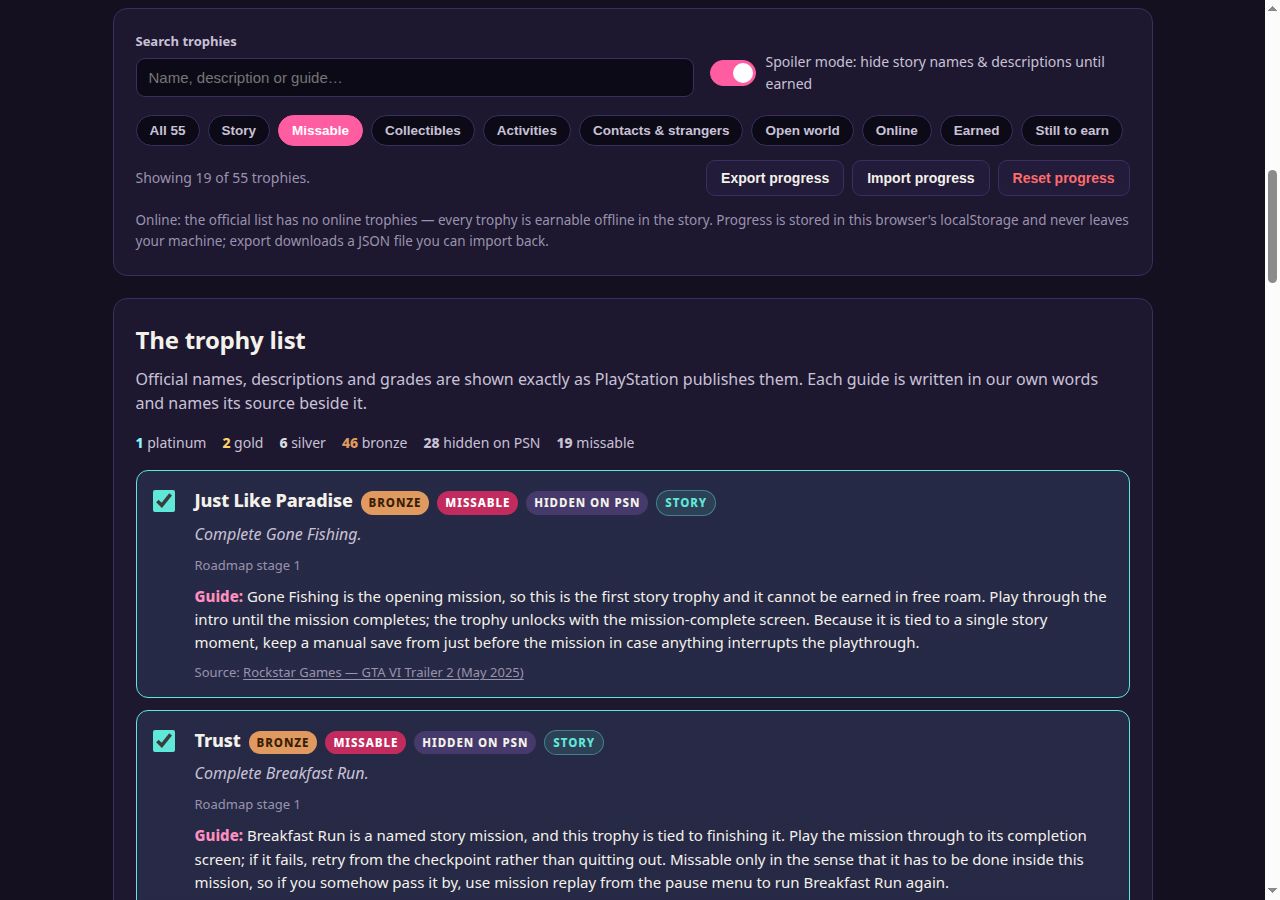 Search trophies
Name, description or guide…
Spoiler mode: hide story names & descriptions until
earned
All 55 Story Missable Collectibles Activities Contacts & strangers Open world Online Earned Still to earn
Showing 19 of 55 trophies.
Export progress Import progress Reset progress
Online: the official list has no online trophies — every trophy is earnable offline in the story. Progress is stored in this browser's localStorage and never leaves
your machine; export downloads a JSON file you can import back.
The trophy list
Official names, descriptions and grades are shown exactly as PlayStation publishes them. Each guide is written in our own words
and names its source beside it.
1 platinum 2 gold 6 silver 46 bronze 28 hidden on PSN 19 missable
Just Like Paradise BRONZE MISSABLE HIDDEN ON PSN STORY
Complete Gone Fishing.
Roadmap stage 1
Guide: Gone Fishing is the opening mission, so this is the first story trophy and it cannot be earned in free roam. Play through the
intro until the mission completes; the trophy unlocks with the mission-complete screen. Because it is tied to a single story
moment, keep a manual save from just before the mission in case anything interrupts the playthrough.
Source: Rockstar Games — GTA VI Trailer 2 (May 2025)
Trust BRONZE MISSABLE HIDDEN ON PSN STORY
Complete Breakfast Run.
Roadmap stage 1
Guide: Breakfast Run is a named story mission, and this trophy is tied to finishing it. Play the mission through to its completion
screen; if it fails, retry from the checkpoint rather than quitting out. Missable only in the sense that it has to be done inside this
mission, so if you somehow pass it by, use mission replay from the pause menu to run Breakfast Run again.